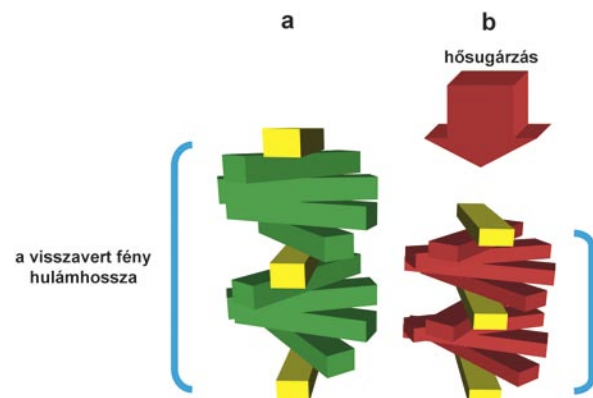 a
b
hősugárzás
a visszavert fény
hulámhossza